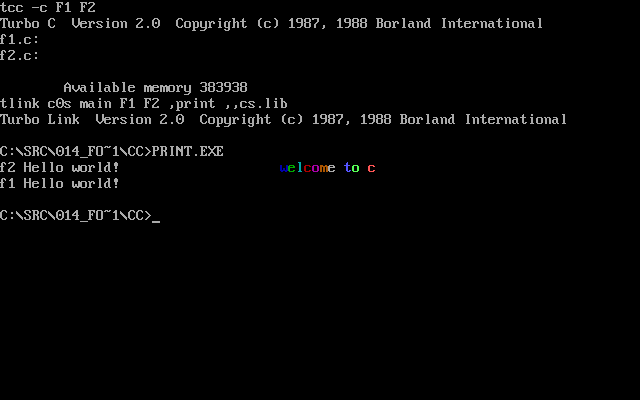 tcc -c F1 F2
Turbo C  Version 2.0  Copyright (c) 1987, 1988 Borland International
f1.c:
f2.c:
        Available memory 383938
tlink c0s main F1 F2 ,print ,,cs.lib
Turbo Link  Version 2.0  Copyright (c) 1987, 1988 Borland International
C:\SRC\014_FO~1\CC>PRINT.EXE
f2 Hello world!                    welcome to c
f1 Hello world!
C:\SRC\014_FO~1\CC>_